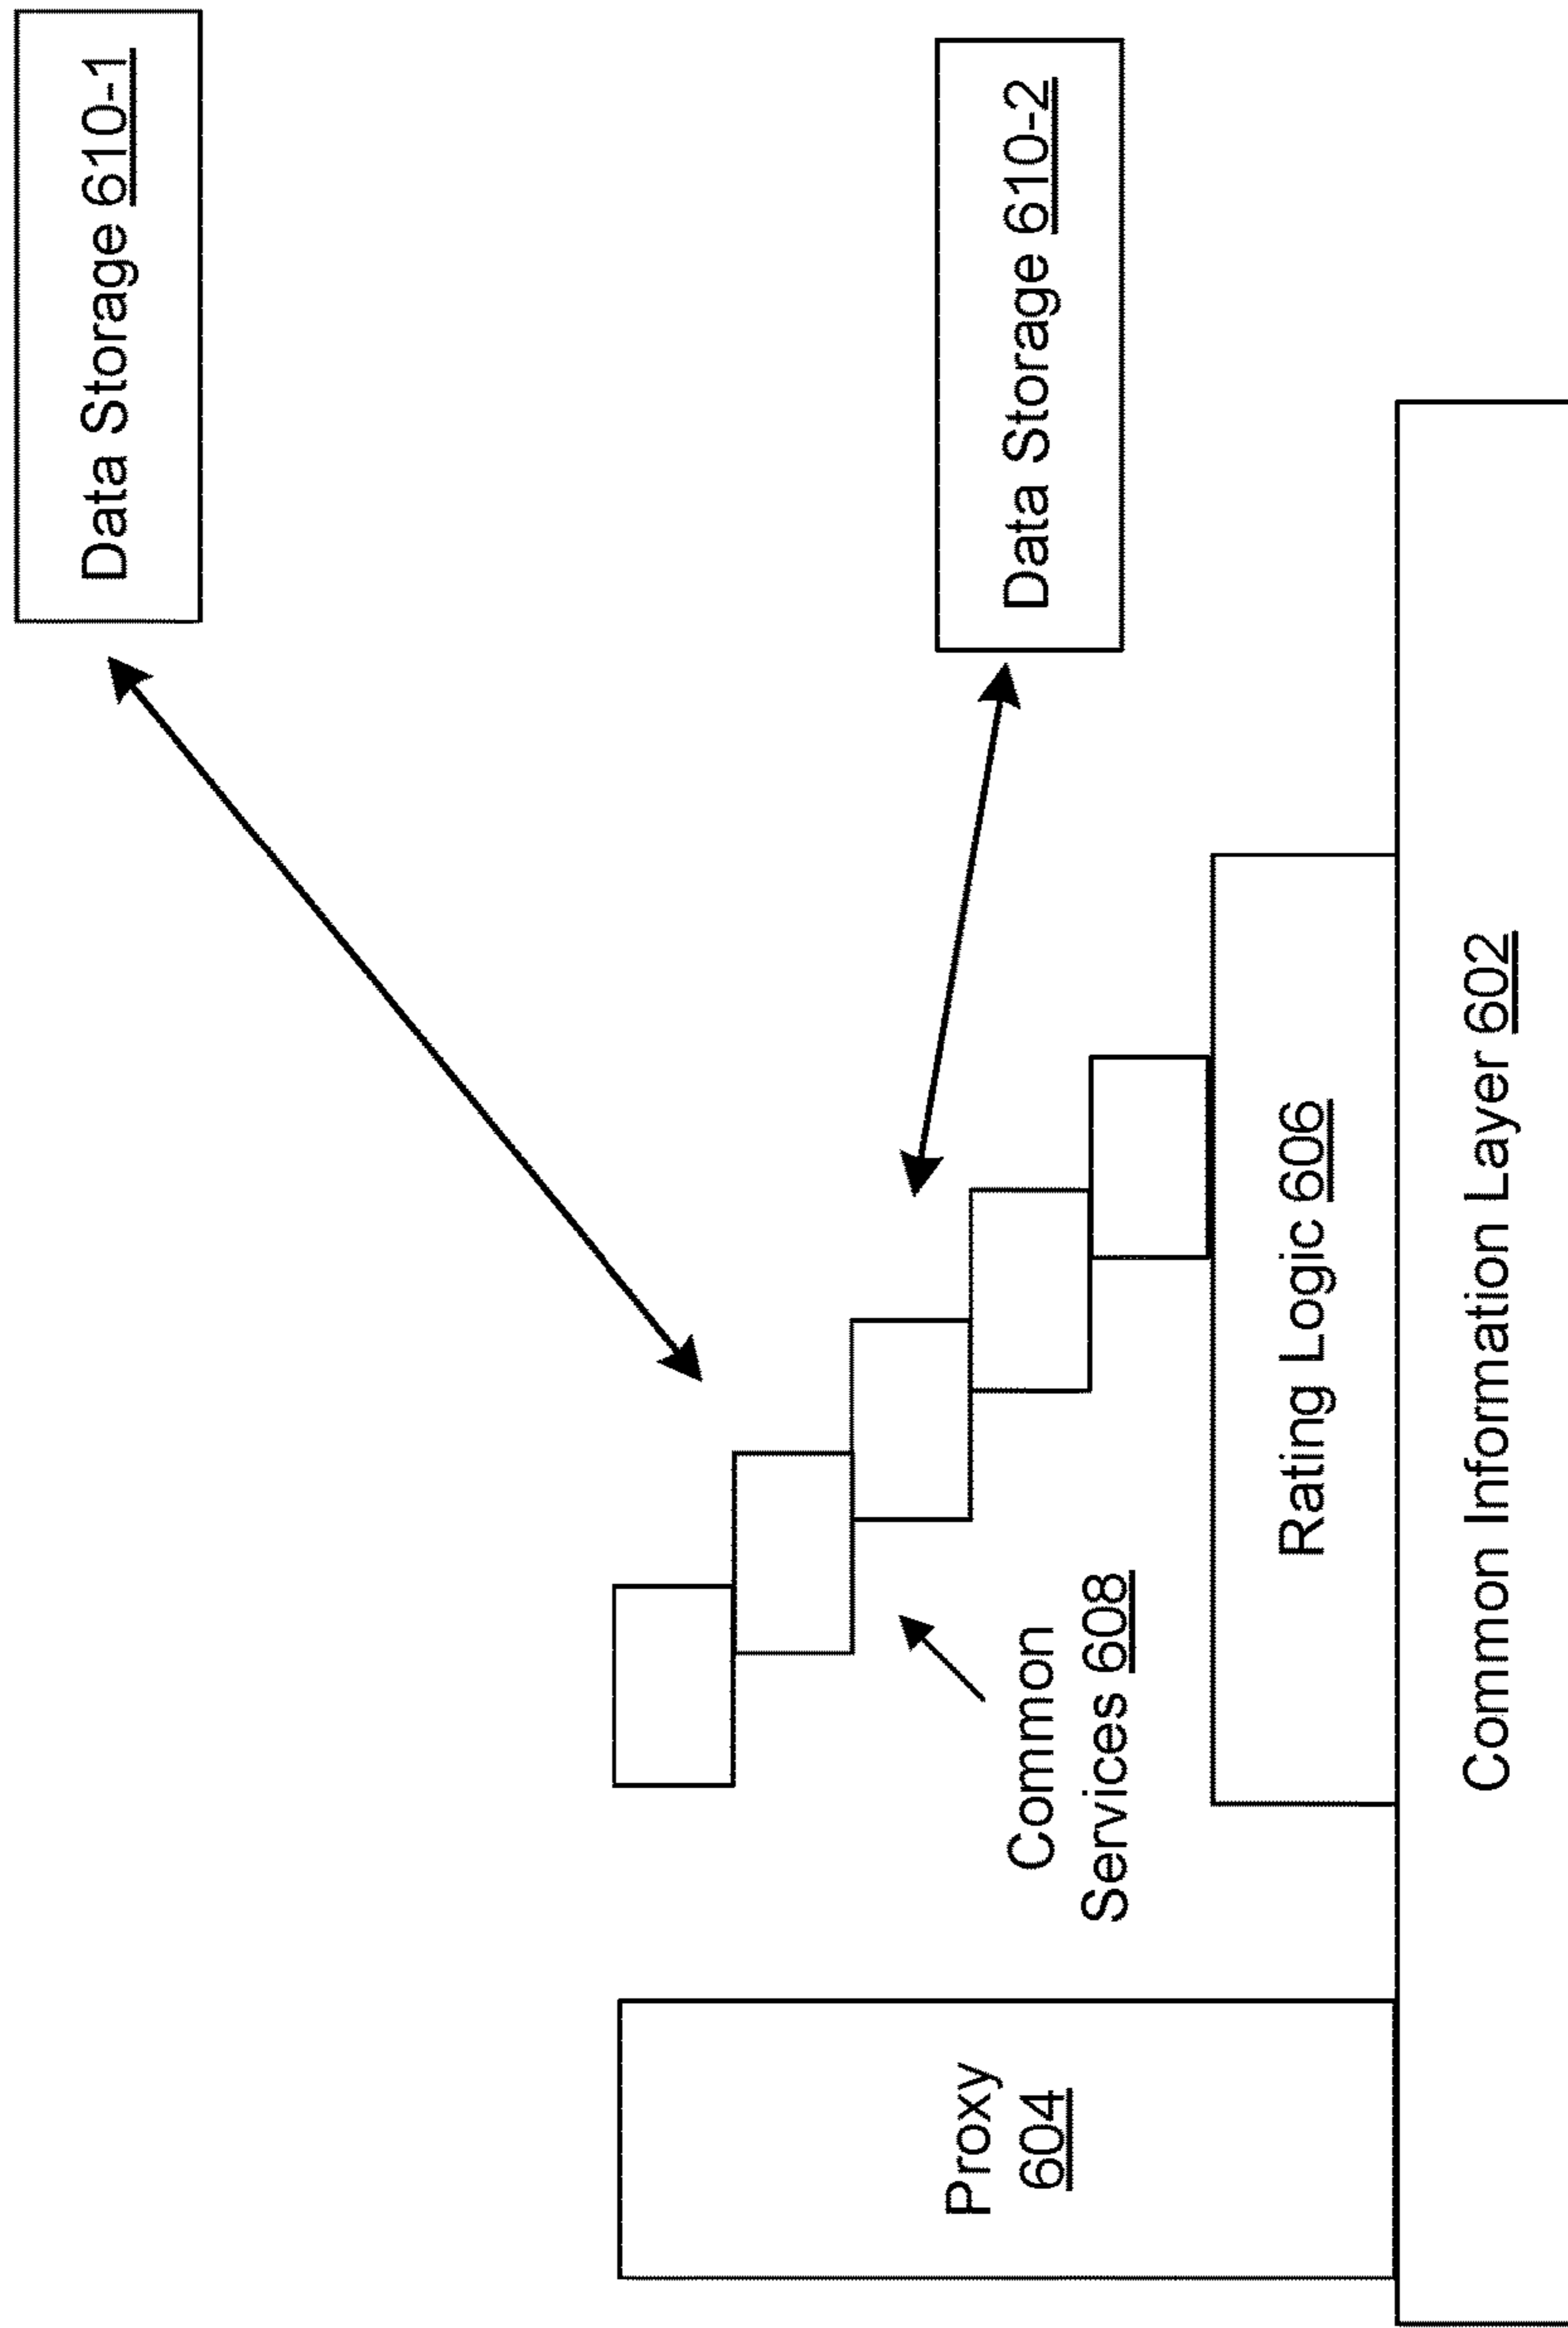 Data Storage 610-1
Data Storage 610-2
Common
Services 608
Proxy
604
Rating Logic 606
Common Information Layer 602